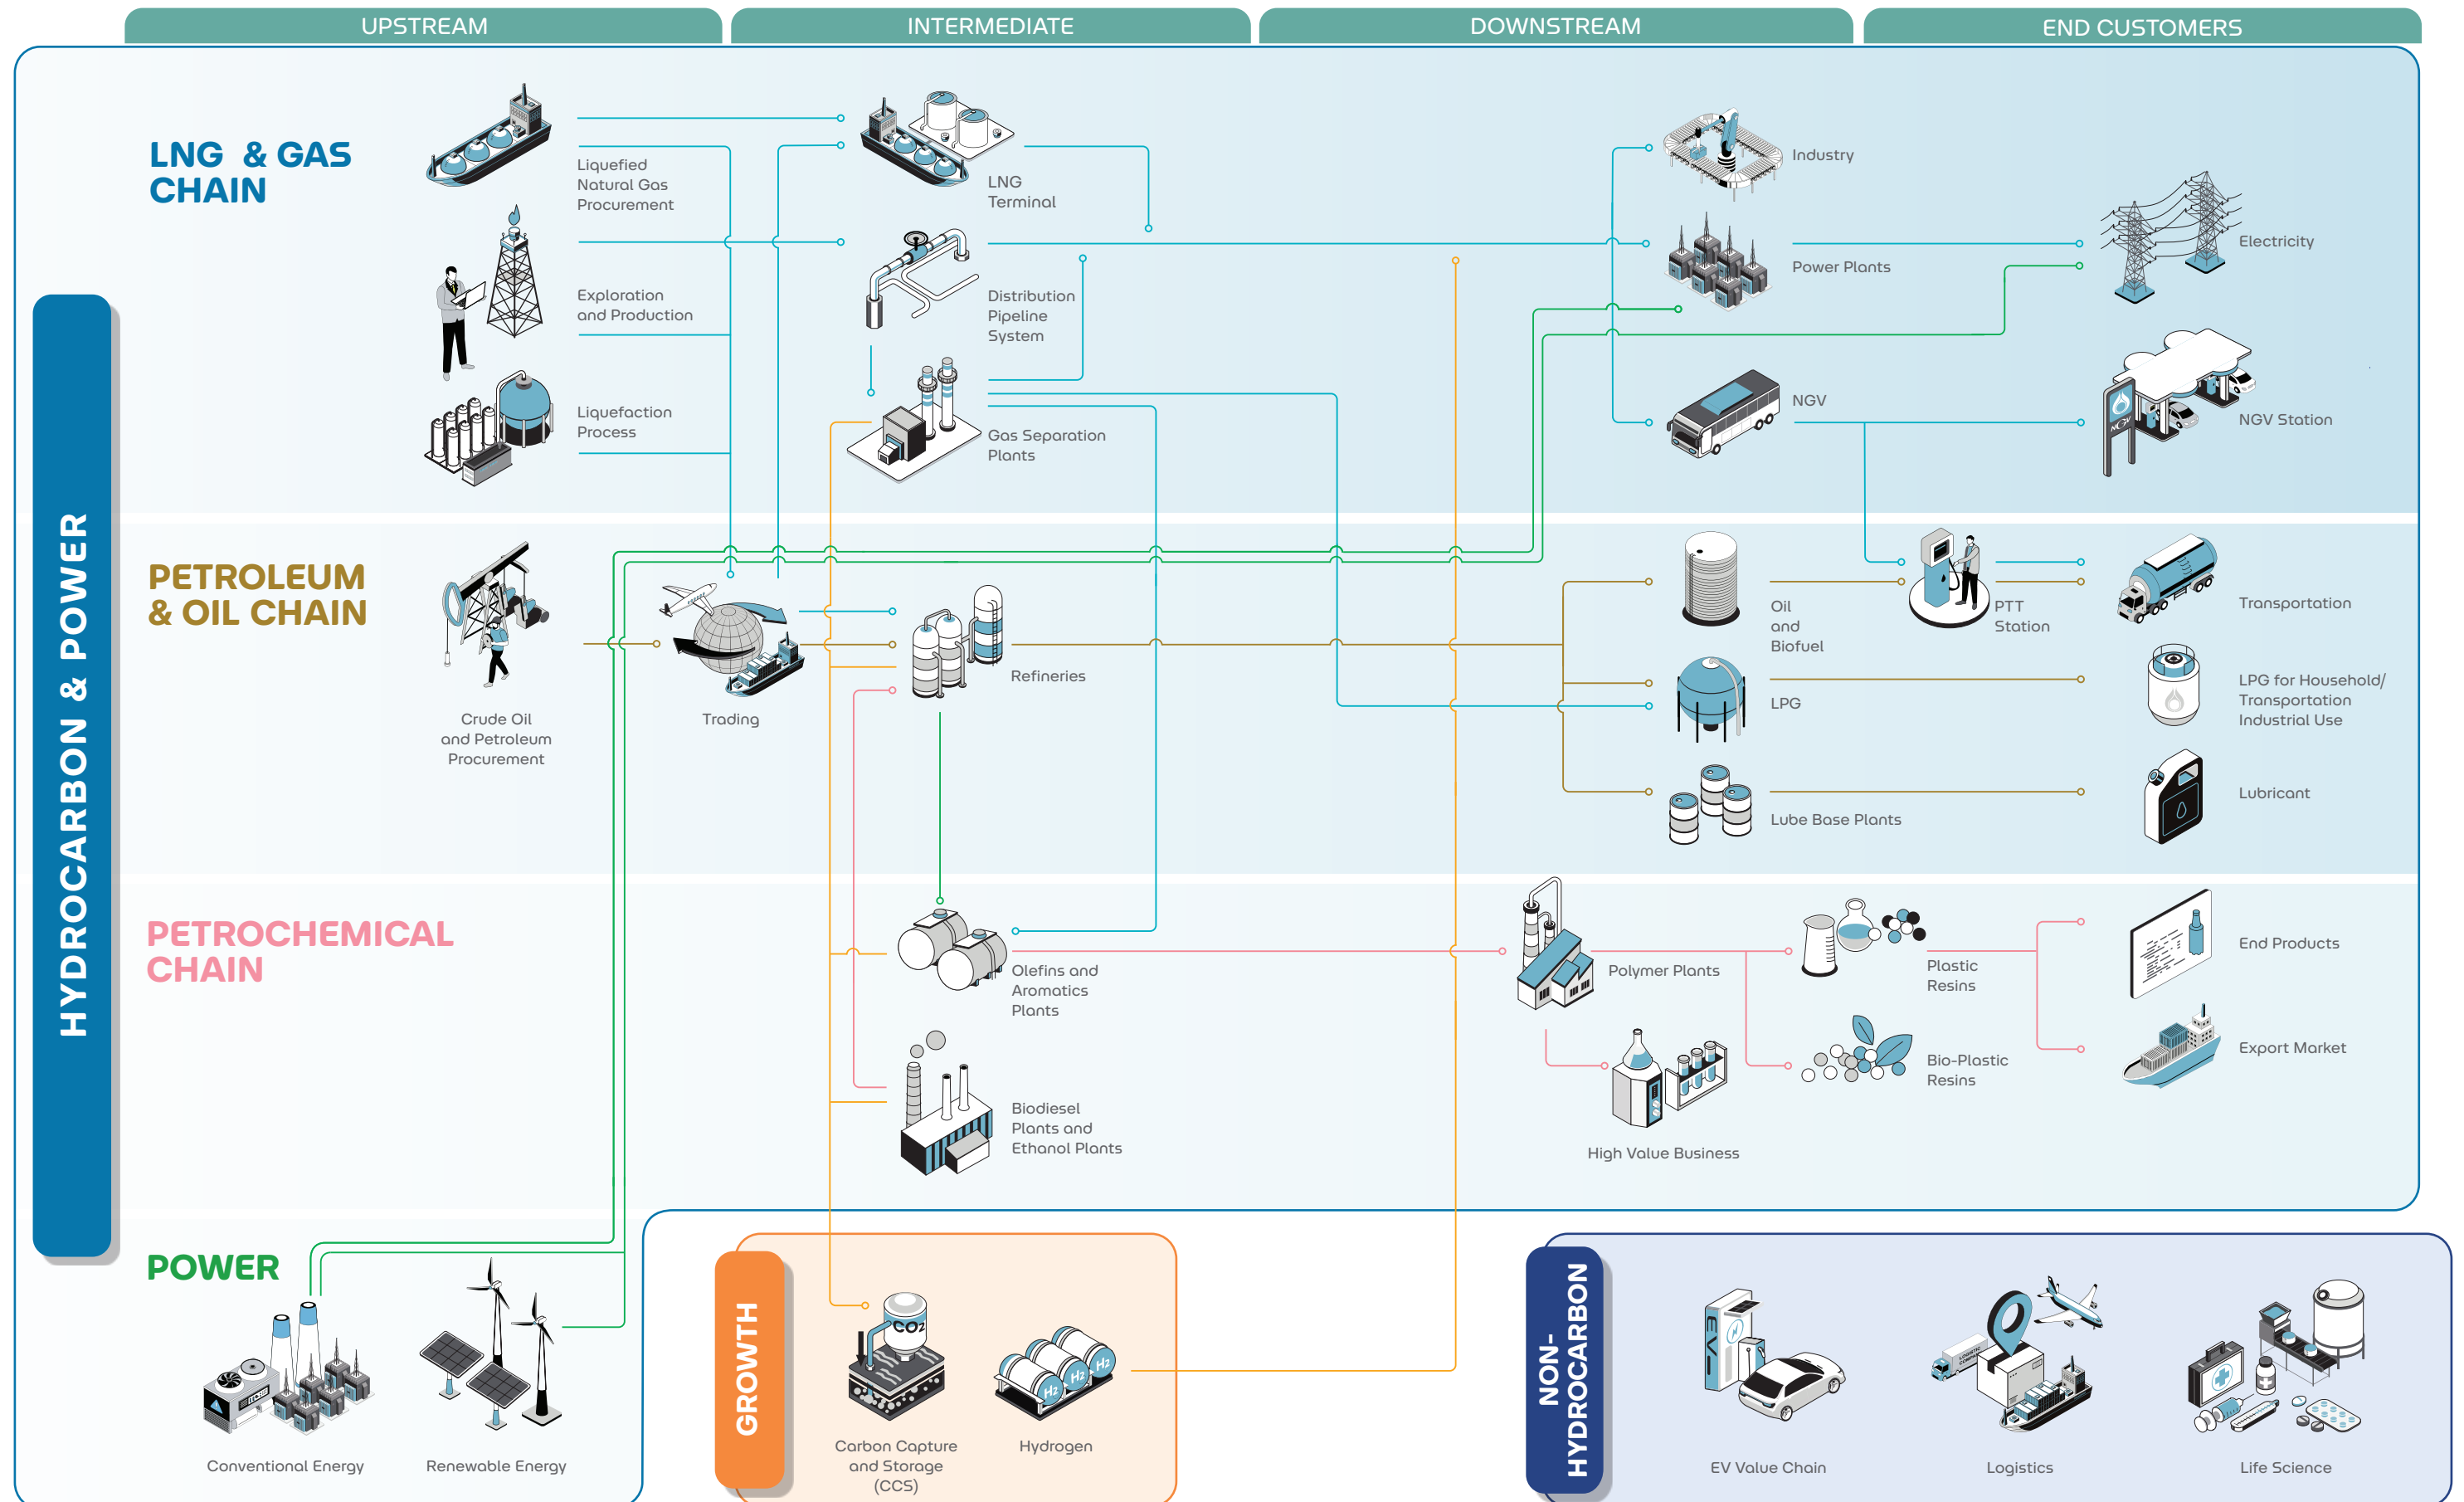 UPSTREAM
INTERMEDIATE
DOWNSTREAM
END CUSTOMERS
HYDROCARBON & POWER
LNG & GAS
CHAIN
Liquefied
Natural Gas
Procurement
LNG
Terminal
Industry
Exploration
and Production
Distribution
Pipeline
System
Power Plants
Electricity
Liquefaction
Process
Gas Separation
Plants
NGV
NGV
NGV Station
PETROLEUM
& OIL CHAIN
Crude Oil
and Petroleum
Procurement
Trading
Refineries
Oil
and
Biofuel
PTT
Station
Transportation
LPG
LPG for Household/
Transportation
Industrial Use
Lube Base Plants
Lubricant
PETROCHEMICAL
CHAIN
Olefins and
Aromatics
Plants
Polymer Plants
Plastic
Resins
End Products
Biodiesel
Plants and
Ethanol Plants
High Value Business
Bio-Plastic
Resins
Export Market
POWER
Conventional Energy
Renewable Energy
GROWTH
CO2
Carbon Capture
and Storage
(CCS)
H2
H2
H2
Hydrogen
NON-
HYDROCARBON
EV
EV Value Chain
Logistics
Life Science